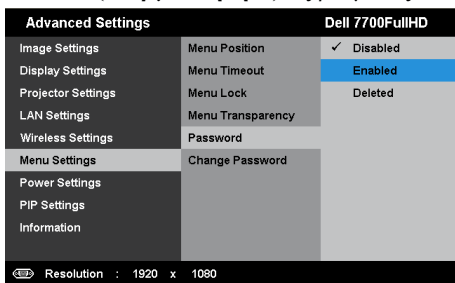 Advanced Settings Dell 7700FullHD
Image Settings Menu Position ✓ Disabled
Display Settings Menu Timeout Enabled
Projector Settings Menu Lock Deleted
LAN Settings Menu Transparency
Wireless Settings Password
Menu Settings Change Password
Power Settings
PIP Settings
Information
Resolution : 1920 x 1080